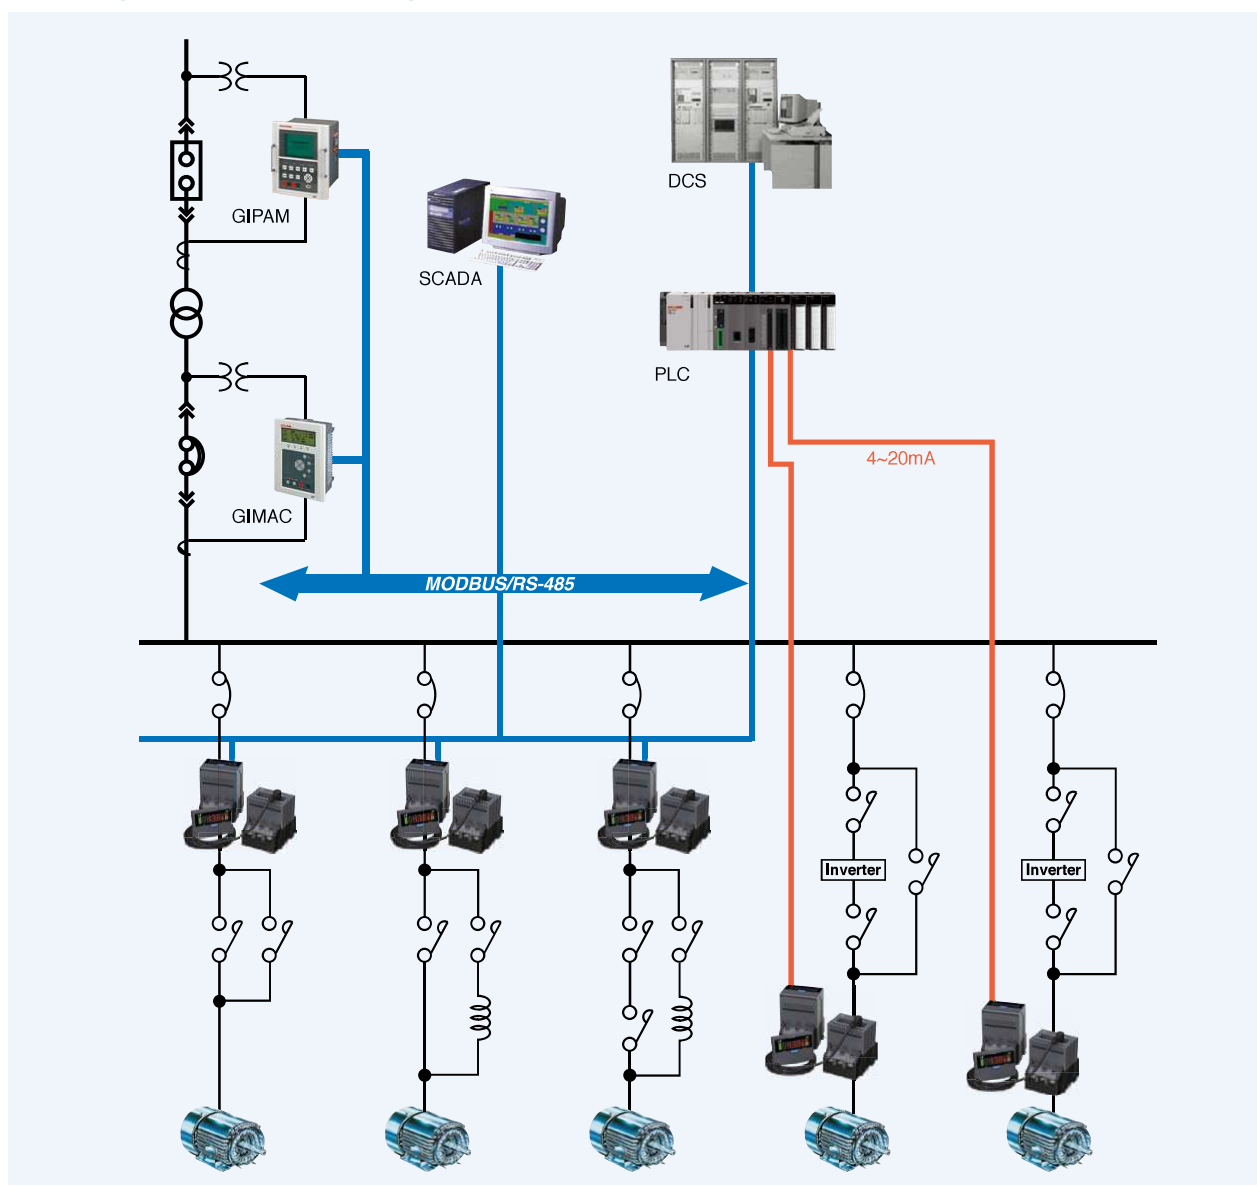 DCS
GIPAM
SCADA
PLC
4~20mA
GIMAC
MODBUS/RS-485
Inverter
Inverter